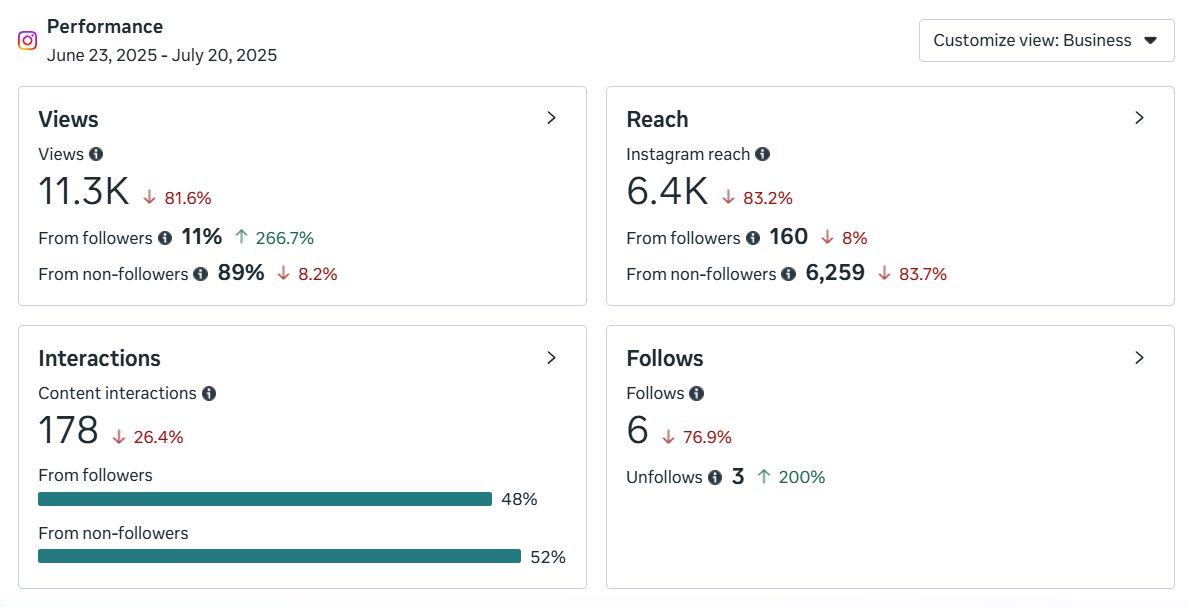 Performance
June 23, 2025 - July 20, 2025
Customize view: Business
Views
Views
11.3K 81.6%
From followers 11% 266.7%
From non-followers 89% 8.2%
Reach
Instagram reach
6.4K 83.2%
From followers 160 8%
From non-followers 6,259 83.7%
Interactions
Content interactions
178 26.4%
From followers
48%
From non-followers
52%
Follows
Follows
6 76.9%
Unfollows 3 200%